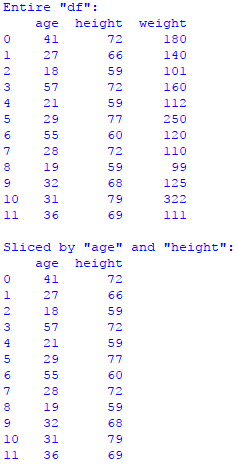 Entire "df":
    age  height  weight
0    41      72     180
1    27      66     140
2    18      59     101
3    57      72     160
4    21      59     112
5    29      77     250
6    55      60     120
7    28      72     110
8    19      59      99
9    32      68     125
10   31      79     322
11   36      69     111

Sliced by "age" and "height":
    age  height
0    41      72
1    27      66
2    18      59
3    57      72
4    21      59
5    29      77
6    55      60
7    28      72
8    19      59
9    32      68
10   31      79
11   36      69